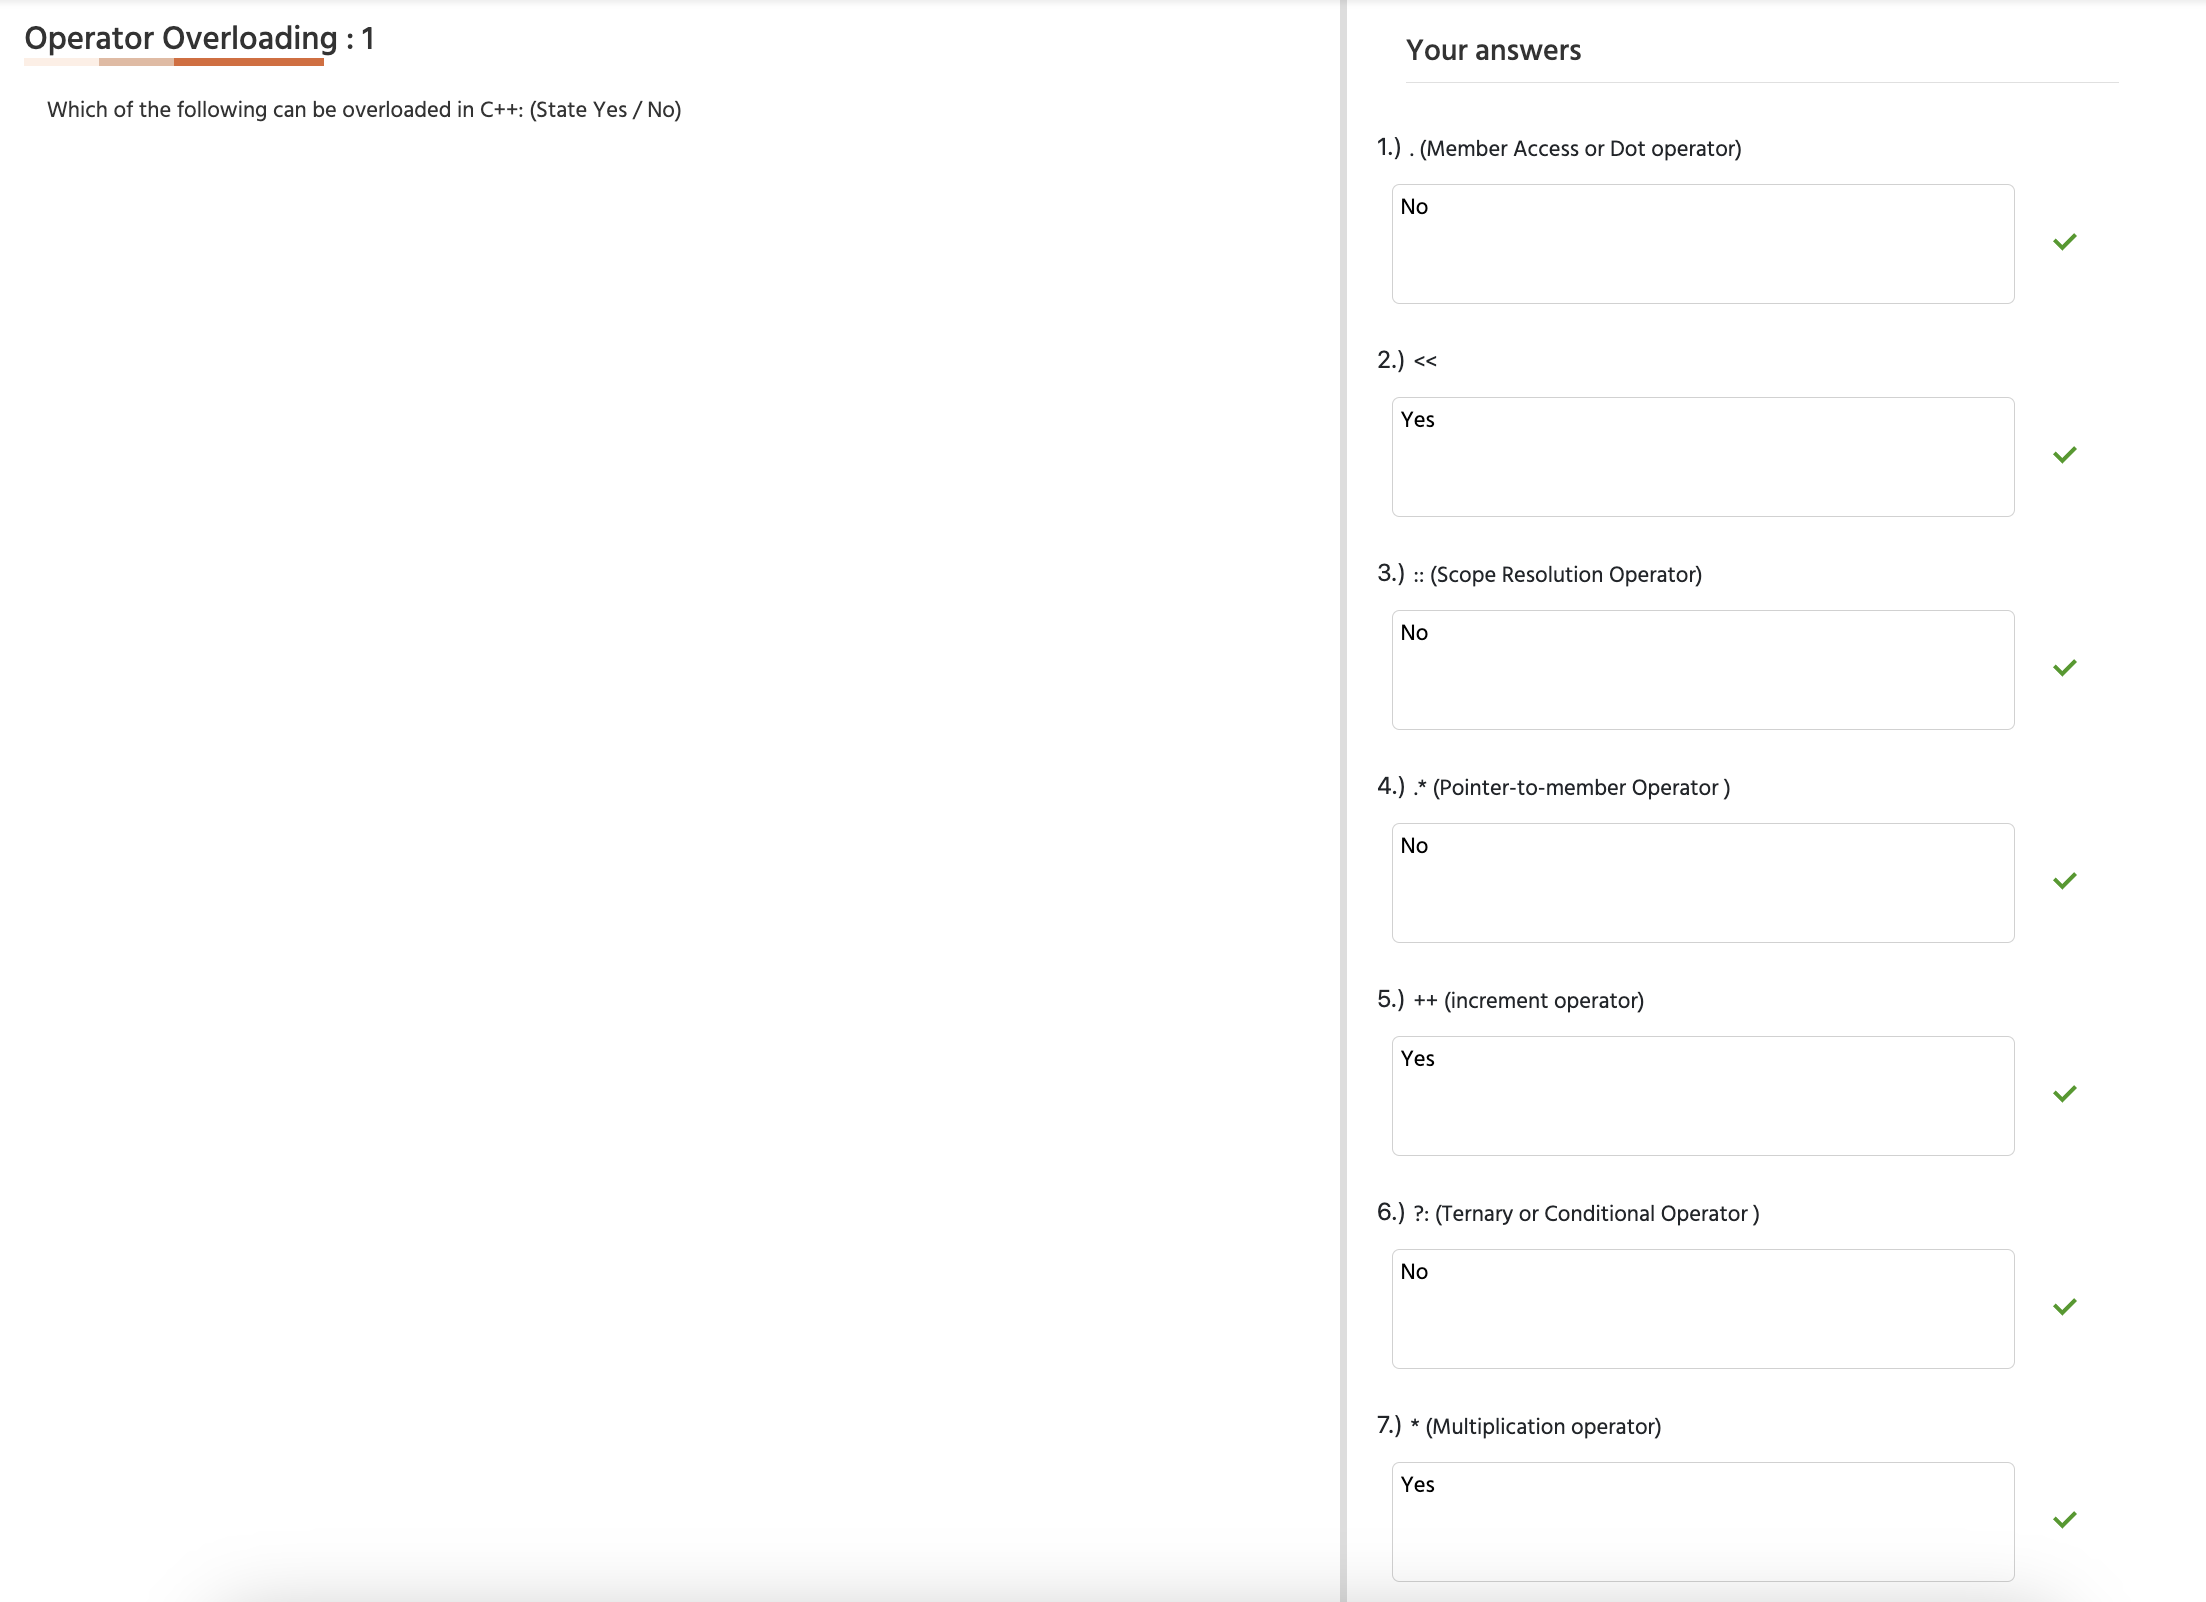 Operator Overloading : 1
Which of the following can be overloaded in C++: (State Yes / No)
Your answers
1.) . (Member Access or Dot operator)
No
2.) <<
Yes
3.) :: (Scope Resolution Operator)
No
4.) .* (Pointer-to-member Operator )
No
5.) ++ (increment operator)
Yes
6.) ?: (Ternary or Conditional Operator )
No
7.) * (Multiplication operator)
Yes